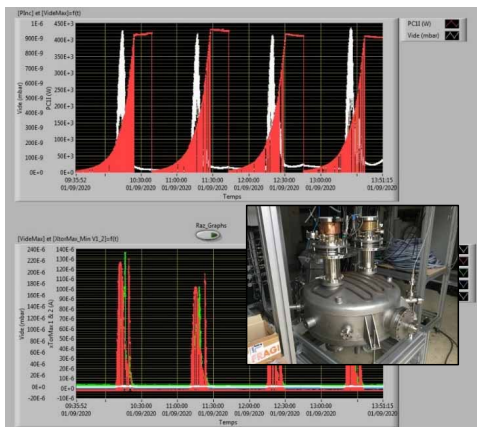 [PInc] et [VideMax]=f(t)
PCI1 (W)
Vide (mbar)
1E-6 450E+3
900E-9 400E+3
800E-9 350E+3
700E-9
600E-9 300E+3
500E-9 250E+3
400E-9 200E+3
300E-9 150E+3
200E-9 100E+3
100E-9 50E+3
0E+0 0E+0
Vide (mbar)
PCI1 (W)
09:35:52 10:30:00 11:00:00 11:30:00 12:00:00 12:30:00 13:00:00 13:51:15
01/09/2020 01/09/2020 01/09/2020 01/09/2020 01/09/2020 01/09/2020 01/09/2020 01/09/2020
Temps
Raz_Graphs
[VideMax] et [XtorMax_Min V1_Z]=f(t)
240E-6 140E-6
220E-6 130E-6
200E-6 120E-6
180E-6 110E-6
160E-6 100E-6
140E-6 90E-6
120E-6 80E-6
100E-6 70E-6
80E-6 60E-6
60E-6 50E-6
40E-6 40E-6
20E-6 30E-6
0E+0 20E-6
-20E-6 10E-6
0E+0
-10E-6
Vide (mbar)
xTorMax 1 & 2 (A)
FRAG
09:35:52 10:30:00 11:00:00 11:30:00 12:00:00 12:30:00 13:00:00 13:51:15
01/09/2020 01/09/2020 01/09/2020 01/09/2020 01/09/2020 01/09/2020 01/09/2020 01/09/2020
Temps